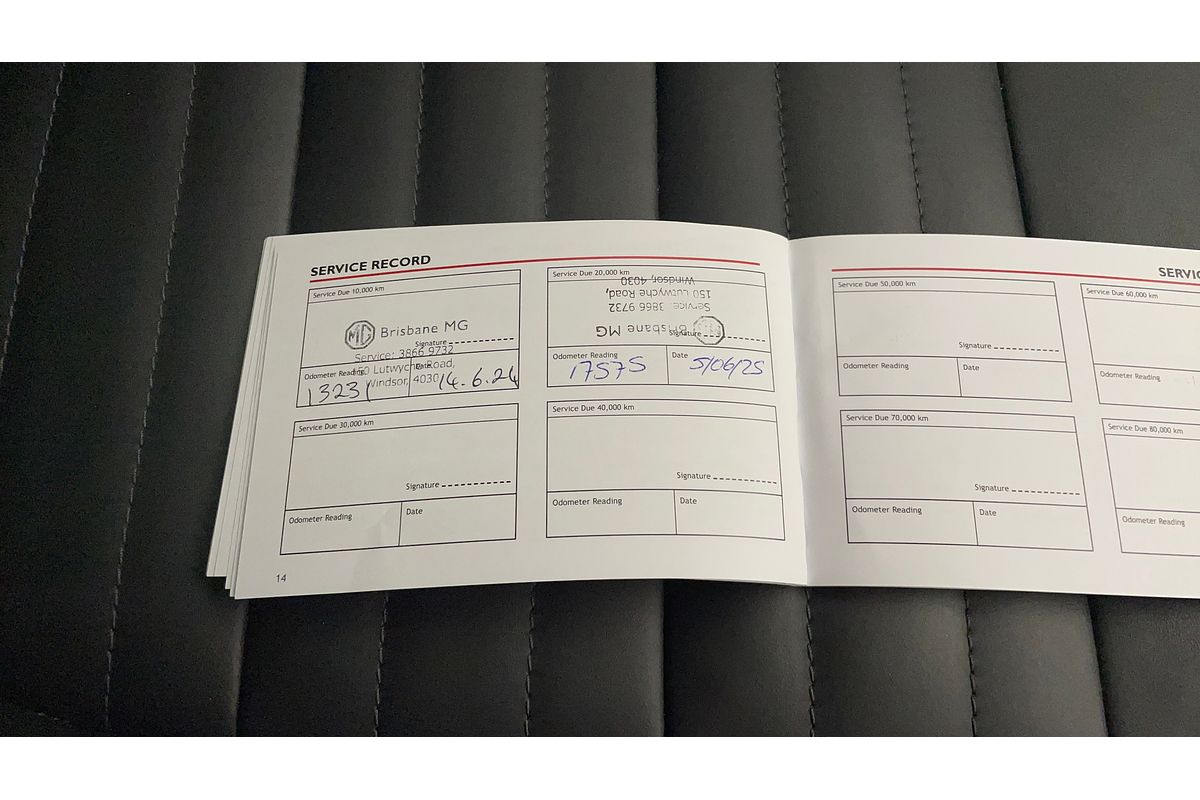 SERVICE RECORD
Service Due 10,000 km
MG
Brisbane MG
Signature
Service: 3866 9732
150 Lutwyche Road,
Windsor, 4030
Odometer Reading
Date
13231
14.6.24
Service Due 20,000 km
Windsor, 4030
150 Lutwyche Road,
Service: 3866 9732
Brisbane MG
Signature
Odometer Reading
17575
Date
5/06/25
Service Due 30,000 km
Signature
Odometer Reading
Date
Service Due 40,000 km
Signature
Odometer Reading
Date
14
SERVIC
Service Due 50,000 km
Signature
Odometer Reading
Date
Service Due 60,000 km
Odometer Reading
Service Due 70,000 km
Signature
Odometer Reading
Date
Service Due 80,000 km
Odometer Reading